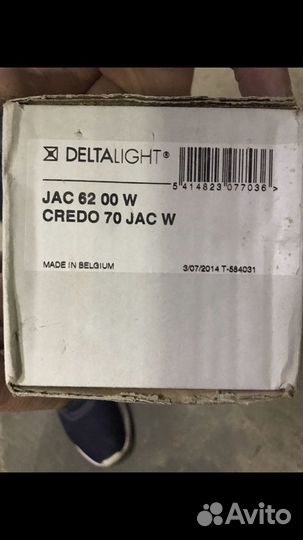 DELTALIGHT®
5 414823 077036 >
JAC 62 00 W
CREDO 70 JAC W
MADE IN BELGIUM
3/07/2014 T-584031
Avito